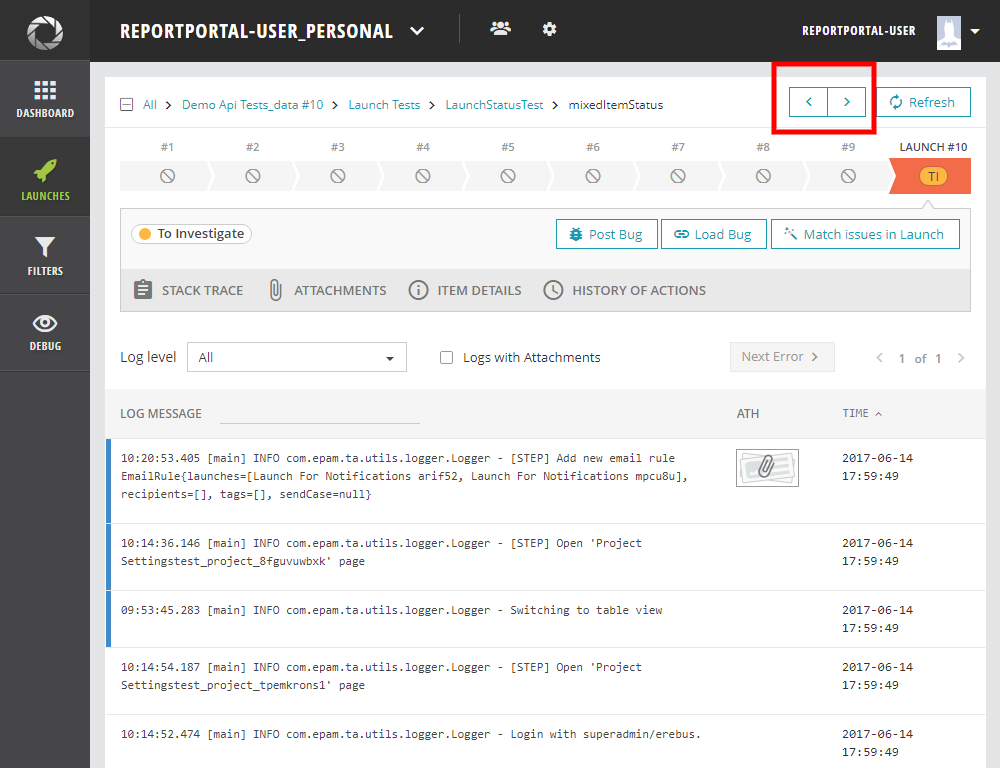 REPORTPORTAL-USER_PERSONAL
REPORTPORTAL-USER
DASHBOARD
LAUNCHES
FILTERS
DEBUG
All > Demo Api Tests_data #10 > Launch Tests > LaunchStatusTest > mixedItemStatus
< > Refresh
#1 #2 #3 #4 #5 #6 #7 #8 #9 LAUNCH #10
TI
To Investigate
Post Bug Load Bug Match issues in Launch
STACK TRACE ATTACHMENTS ITEM DETAILS HISTORY OF ACTIONS
Log level All Logs with Attachments Next Error > < 1 of 1 >
LOG MESSAGE ATH TIME
10:20:53.405 [main] INFO com.epam.ta.utils.logger.Logger - [STEP] Add new email rule
EmailRule{launches=[Launch For Notifications arif52, Launch For Notifications mpcu8u],
recipients=[], tags=[], sendCase=null}
2017-06-14
17:59:49
10:14:36.146 [main] INFO com.epam.ta.utils.logger.Logger - [STEP] Open 'Project
Settingstest_project_8fguvuwbxk' page
2017-06-14
17:59:49
09:53:45.283 [main] INFO com.epam.ta.utils.logger.Logger - Switching to table view
2017-06-14
17:59:49
10:14:54.187 [main] INFO com.epam.ta.utils.logger.Logger - [STEP] Open 'Project
Settingstest_project_tpemkrons1' page
2017-06-14
17:59:49
10:14:52.474 [main] INFO com.epam.ta.utils.logger.Logger - Login with superadmin/erebus.
2017-06-14
17:59:49